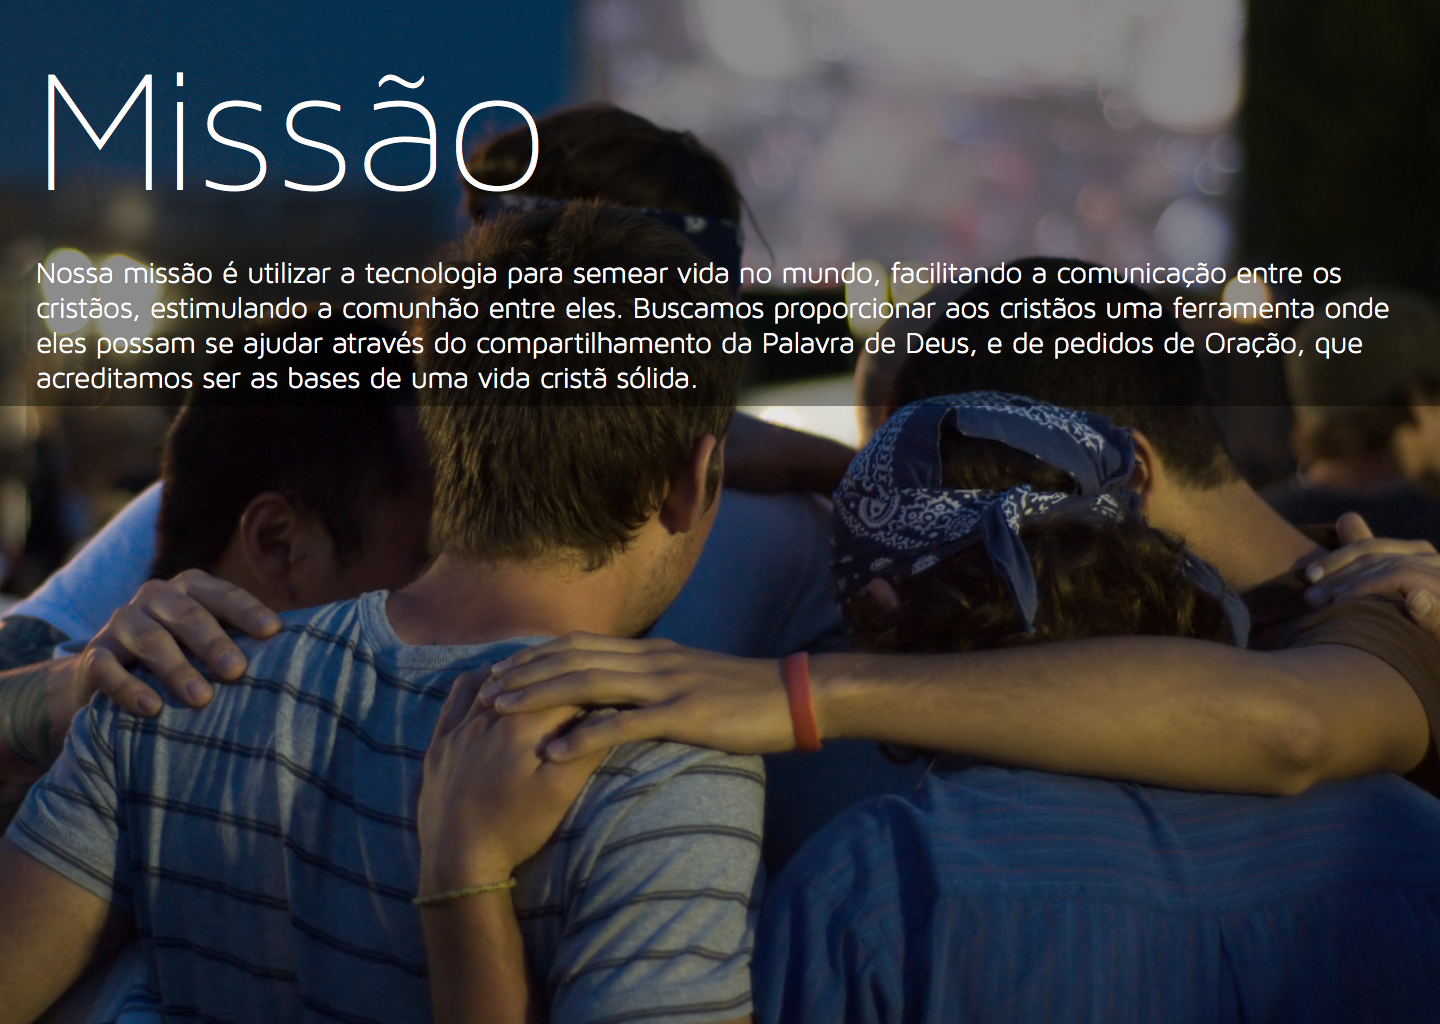 Missão
Nossa missão é utilizar a tecnologia para semear vida no mundo, facilitando a comunicação entre os
cristãos, estimulando a comunhão entre eles. Buscamos proporcionar aos cristãos uma ferramenta onde
eles possam se ajudar através do compartilhamento da Palavra de Deus, e de pedidos de Oração, que
acreditamos ser as bases de uma vida cristã sólida.